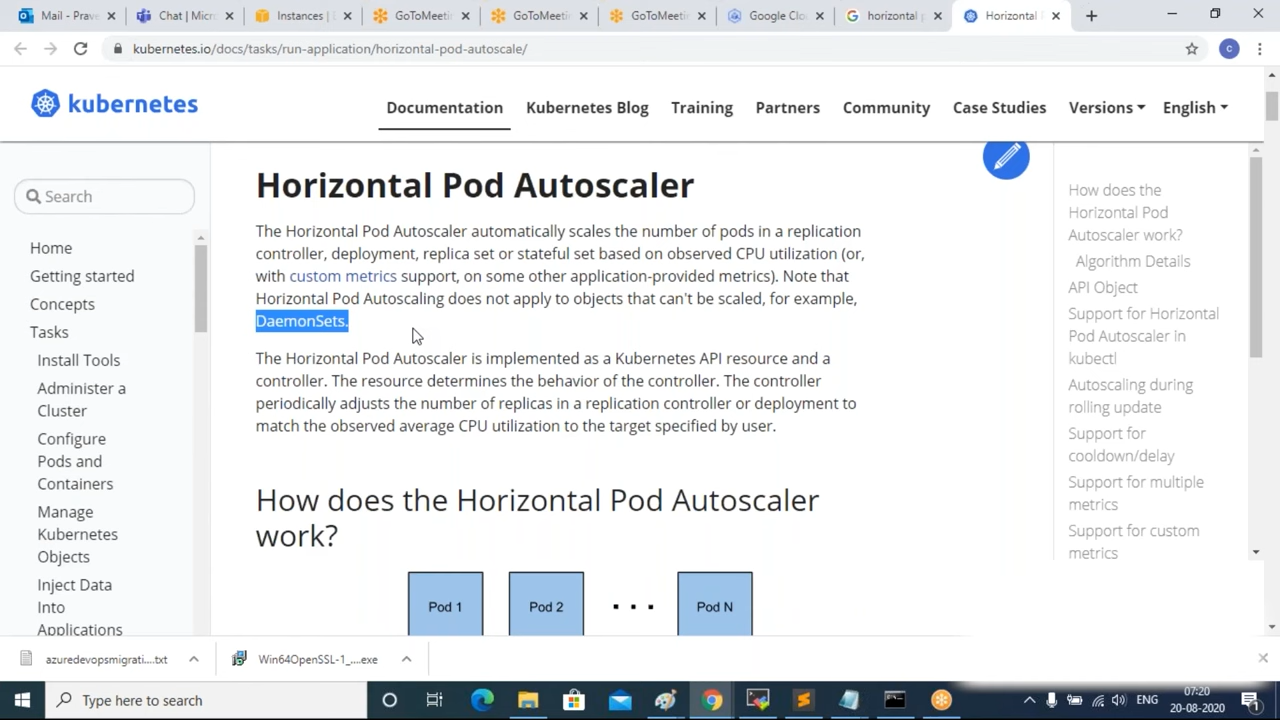 Mail - Prave
Chat | Micr
Instances |
GoToMeetin
GoToMeetin
GoToMeetin
Google Clo
horizontal p
Horizontal P
kubernetes.io/docs/tasks/run-application/horizontal-pod-autoscale/
c
kubernetes
Documentation
Kubernetes Blog
Training
Partners
Community
Case Studies
Versions
English
Search
Home
Getting started
Concepts
Tasks
Install Tools
Administer a
Cluster
Configure
Pods and
Containers
Manage
Kubernetes
Objects
Inject Data
Into
Applications
Horizontal Pod Autoscaler
The Horizontal Pod Autoscaler automatically scales the number of pods in a replication
controller, deployment, replica set or stateful set based on observed CPU utilization (or,
with custom metrics support, on some other application-provided metrics). Note that
Horizontal Pod Autoscaling does not apply to objects that can't be scaled, for example,
DaemonSets.
The Horizontal Pod Autoscaler is implemented as a Kubernetes API resource and a
controller. The resource determines the behavior of the controller. The controller
periodically adjusts the number of replicas in a replication controller or deployment to
match the observed average CPU utilization to the target specified by user.
How does the Horizontal Pod Autoscaler
work?
Pod 1
Pod 2
. . .
Pod N
How does the
Horizontal Pod
Autoscaler work?
Algorithm Details
API Object
Support for Horizontal
Pod Autoscaler in
kubectl
Autoscaling during
rolling update
Support for
cooldown/delay
Support for multiple
metrics
Support for custom
metrics
azuredevopsmigrati....txt
Win64OpenSSL-1_....exe
Type here to search
ENG
07:20
20-08-2020
1